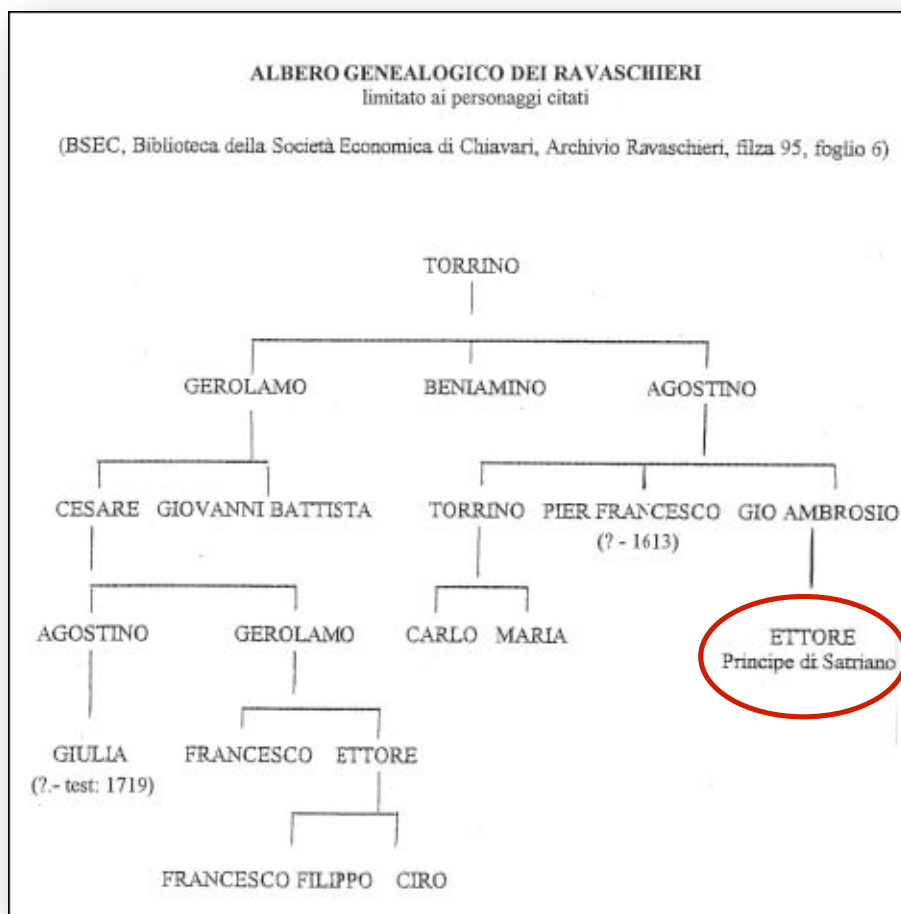 ALBERO GENEALOGICO DEI RAVASCHIERI
limitato ai personaggi citati
(BSEC, Biblioteca della Società Economica di Chiavari, Archivio Ravaschieri, filza 95, foglio 6)
TORRINO
GEROLAMO BENIAMINO AGOSTINO
CESARE GIOVANNI BATTISTA TORRINO PIER FRANCESCO GIO AMBROSIO
(? - 1613)
AGOSTINO GEROLAMO CARLO MARIA ETTORE
Principe di Satriano
GIULIA FRANCESCO ETTORE
(?.- test: 1719)
FRANCESCO FILIPPO CIRO